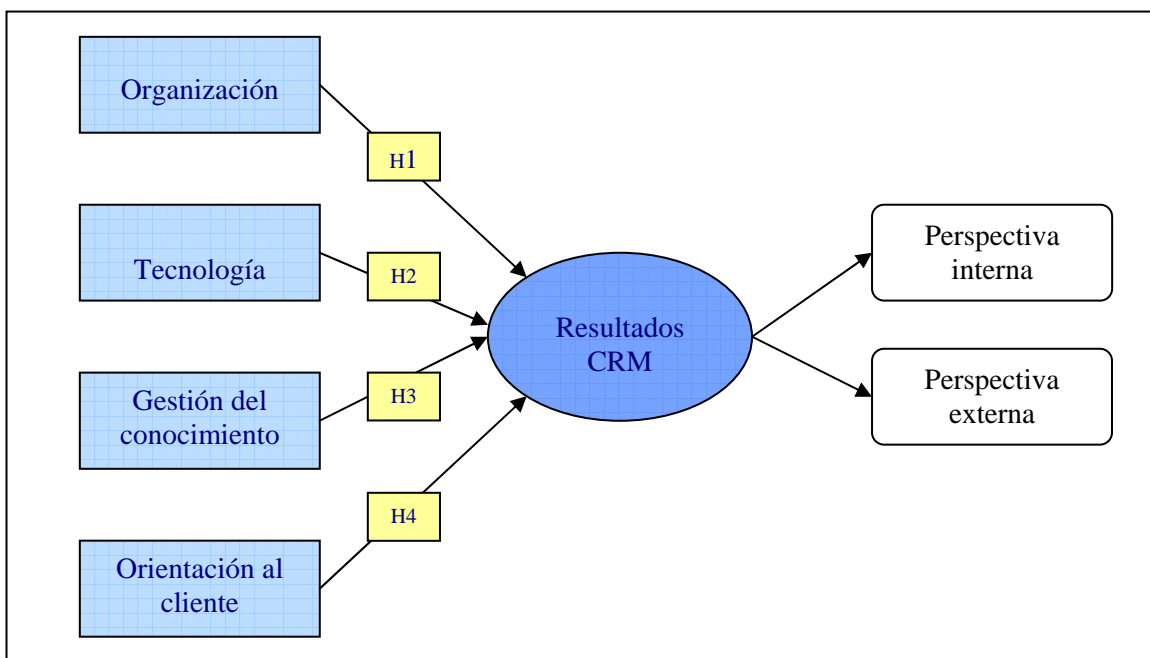 Organización
H1
Tecnología
H2
Gestión del
conocimiento
H3
Orientación al
cliente
H4
Resultados
CRM
Perspectiva
interna
Perspectiva
externa